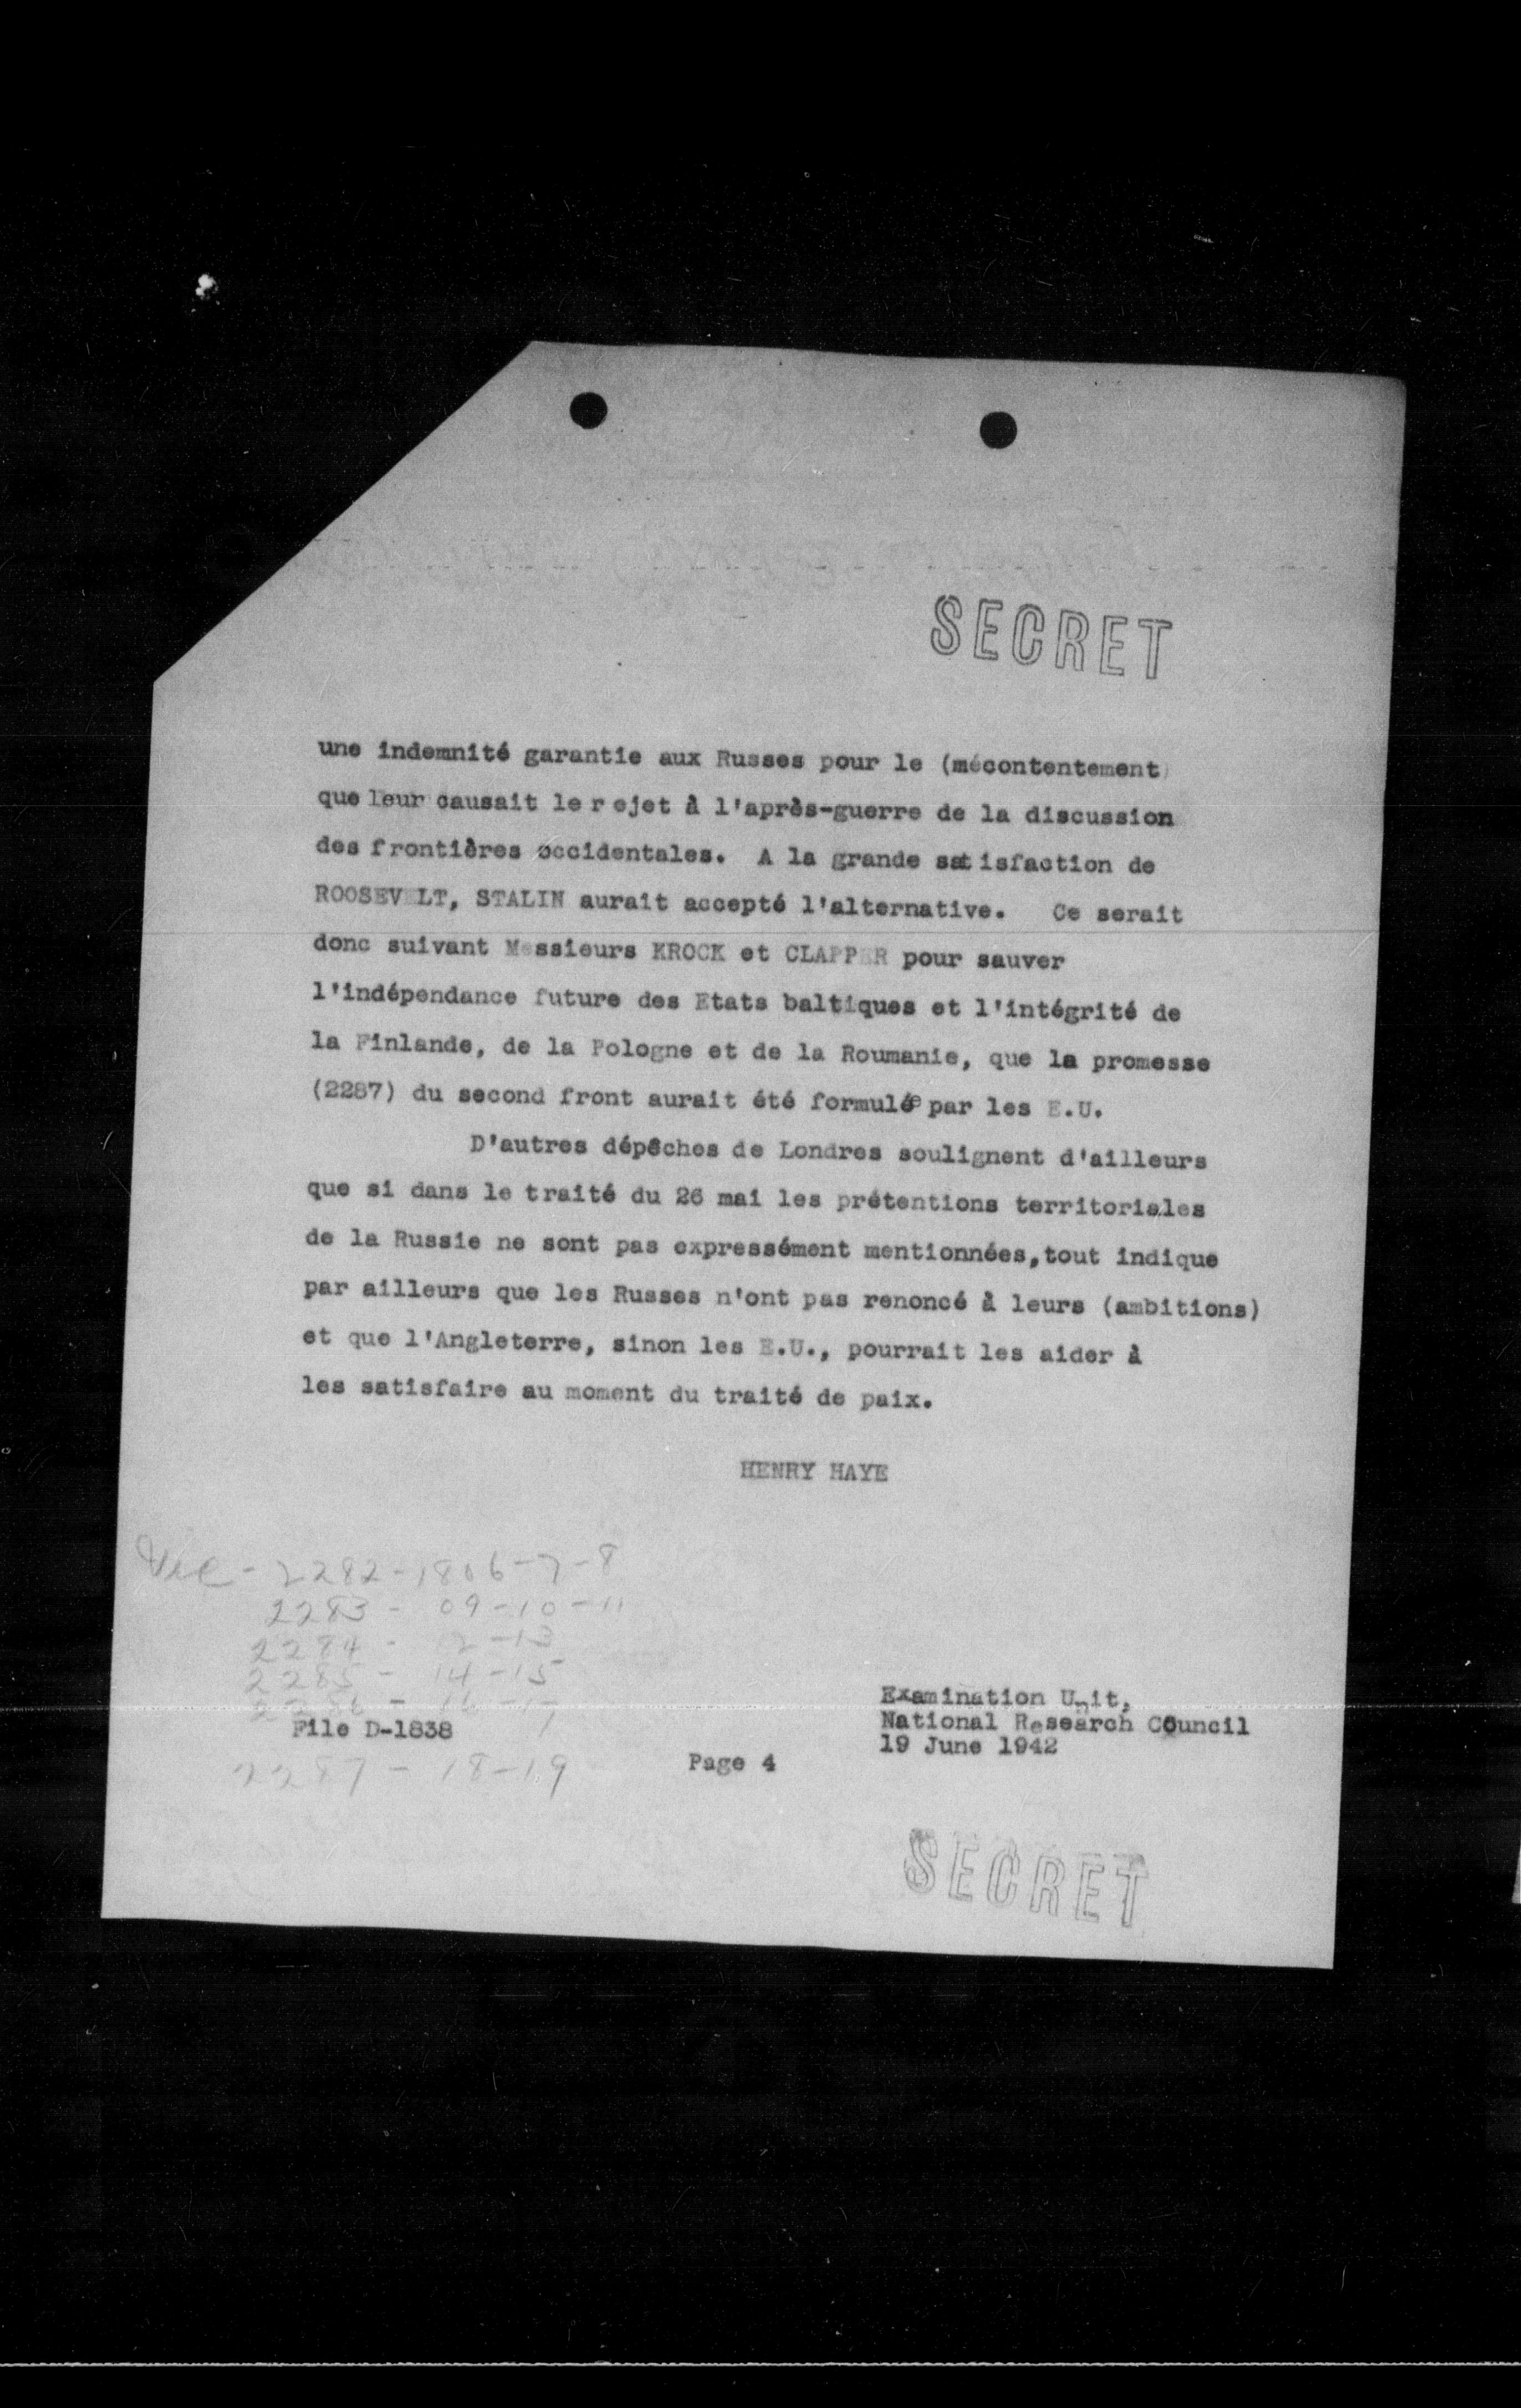 SECRET
une indemnité garantie aux Russes pour le (mécontentement)
que leur causait le rejet à l'après-guerre de la discussion
des frontières occidentales. A la grande satisfaction de
ROOSEVELT, STALIN aurait accepté l'alternative. Ce serait
donc suivant Messieurs KROCK et CLAPPER pour sauver
l'indépendance future des Etats baltiques et l'intégrité de
la Finlande, de la Pologne et de la Roumanie, que la promesse
(2287) du second front aurait été formulée par les E.U.
D'autres dépêches de Londres soulignent d'ailleurs
que si dans le traité du 26 mai les prétentions territoriales
de la Russie ne sont pas expressément mentionnées, tout indique
par ailleurs que les Russes n'ont pas renoncé à leurs (ambitions)
et que l'Angleterre, sinon les E.U., pourrait les aider à
les satisfaire au moment du traité de paix.
HENRY HAYE
2282-1806-7-8
2283 - 09-10-11
2284 - 12-13
2285 - 14-15
2286 -
Examination Unit,
File D-1838
National Research Council
19 June 1942
2287 - 18-19
Page 4
SECRET